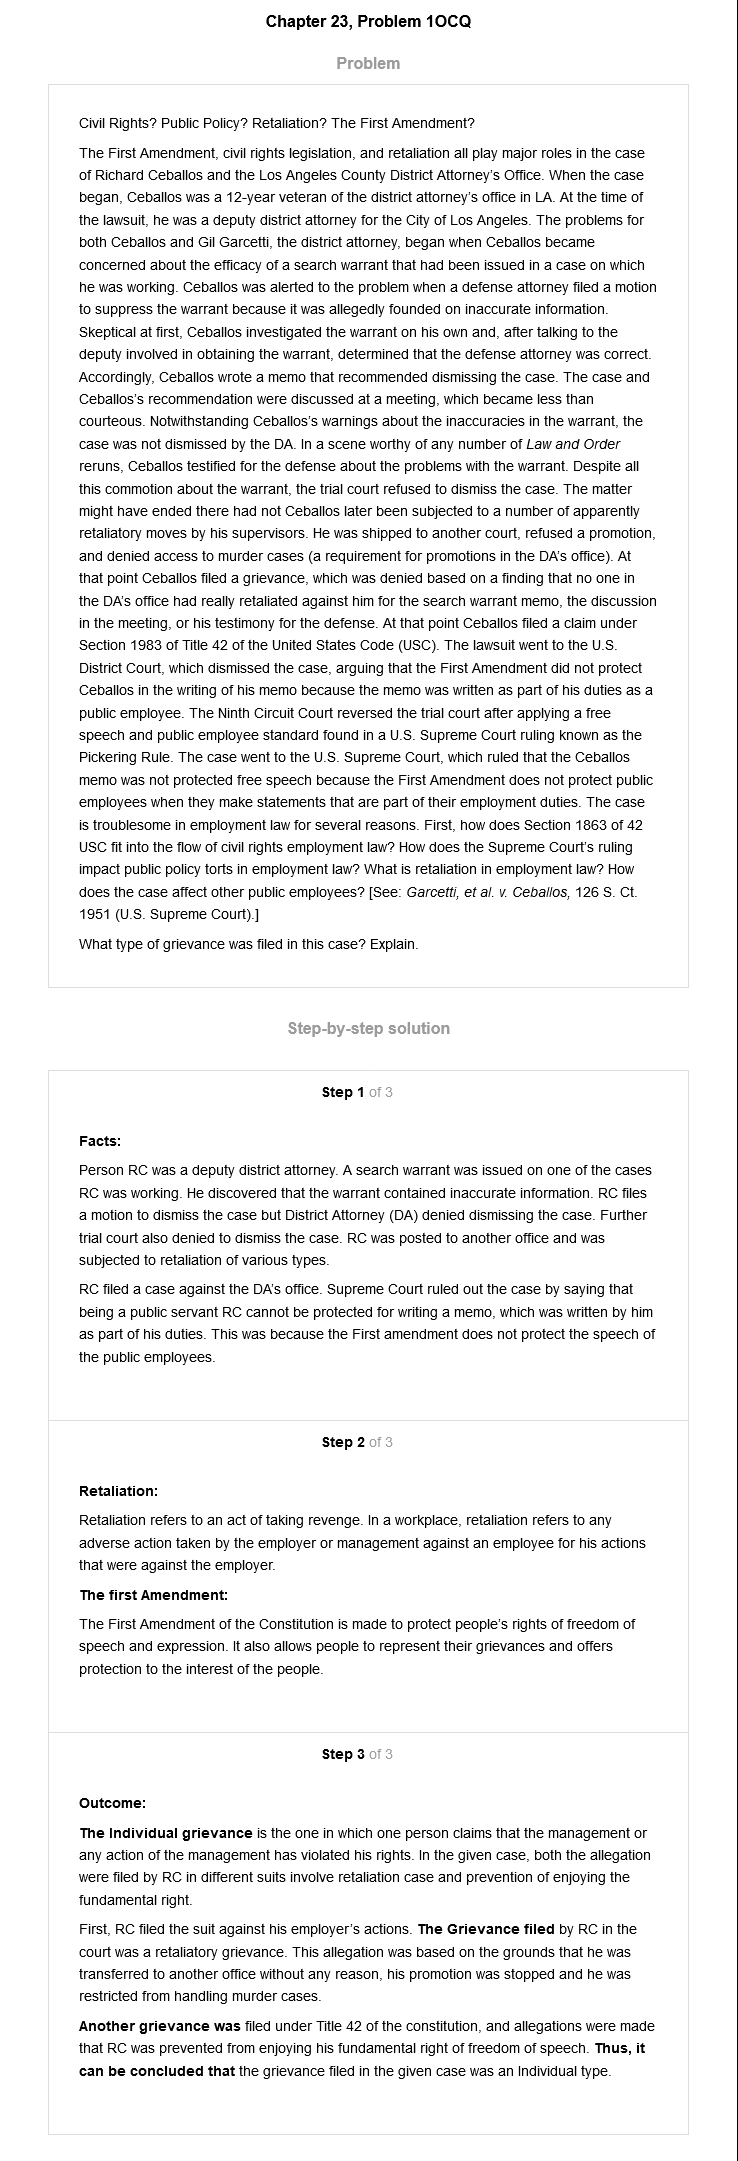 Chapter 23, Problem 1OCQ
Problem
Civil Rights? Public Policy? Retaliation? The First Amendment?
The First Amendment, civil rights legislation, and retaliation all play major roles in the case
of Richard Ceballos and the Los Angeles County District Attorney's Office. When the case
began, Ceballos was a 12-year veteran of the district attorney's office in LA. At the time of
the lawsuit, he was a deputy district attorney for the City of Los Angeles. The problems for
both Ceballos and Gil Garcetti, the district attorney, began when Ceballos became
concerned about the efficacy of a search warrant that had been issued in a case on which
he was working. Ceballos was alerted to the problem when a defense attorney filed a motion
to suppress the warrant because it was allegedly founded on inaccurate information.
Skeptical at first, Ceballos investigated the warrant on his own and, after talking to the
deputy involved in obtaining the warrant, determined that the defense attorney was correct.
Accordingly, Ceballos wrote a memo that recommended dismissing the case. The case and
Ceballos's recommendation were discussed at a meeting, which became less than
courteous. Notwithstanding Ceballos's warnings about the inaccuracies in the warrant, the
case was not dismissed by the DA. In a scene worthy of any number of Law and Order
reruns, Ceballos testified for the defense about the problems with the warrant. Despite all
this commotion about the warrant, the trial court refused to dismiss the case. The matter
might have ended there had not Ceballos later been subjected to a number of apparently
retaliatory moves by his supervisors. He was shipped to another court, refused a promotion,
and denied access to murder cases (a requirement for promotions in the DA's office). At
that point Ceballos filed a grievance, which was denied based on a finding that no one in
the DA's office had really retaliated against him for the search warrant memo, the discussion
in the meeting, or his testimony for the defense. At that point Ceballos filed a claim under
Section 1983 of Title 42 of the United States Code (USC). The lawsuit went to the U.S.
District Court, which dismissed the case, arguing that the First Amendment did not protect
Ceballos in the writing of his memo because the memo was written as part of his duties as a
public employee. The Ninth Circuit Court reversed the trial court after applying a free
speech and public employee standard found in a U.S. Supreme Court ruling known as the
Pickering Rule. The case went to the U.S. Supreme Court, which ruled that the Ceballos
memo was not protected free speech because the First Amendment does not protect public
employees when they make statements that are part of their employment duties. The case
is troublesome in employment law for several reasons. First, how does Section 1863 of 42
USC fit into the flow of civil rights employment law? How does the Supreme Court's ruling
impact public policy torts in employment law? What is retaliation in employment law? How
does the case affect other public employees? [See: Garcetti, et al. v. Ceballos, 126 S. Ct.
1951 (U.S. Supreme Court).]
What type of grievance was filed in this case? Explain.
Step-by-step solution
Step 1 of 3
Facts:
Person RC was a deputy district attorney. A search warrant was issued on one of the cases
RC was working. He discovered that the warrant contained inaccurate information. RC files
a motion to dismiss the case but District Attorney (DA) denied dismissing the case. Further
trial court also denied to dismiss the case. RC was posted to another office and was
subjected to retaliation of various types.
RC filed a case against the DA's office. Supreme Court ruled out the case by saying that
being a public servant RC cannot be protected for writing a memo, which was written by him
as part of his duties. This was because the First amendment does not protect the speech of
the public employees.
Step 2 of 3
Retaliation:
Retaliation refers to an act of taking revenge. In a workplace, retaliation refers to any
adverse action taken by the employer or management against an employee for his actions
that were against the employer.
The first Amendment:
The First Amendment of the Constitution is made to protect people's rights of freedom of
speech and expression. It also allows people to represent their grievances and offers
protection to the interest of the people.
Step 3 of 3
Outcome:
The Individual grievance is the one in which one person claims that the management or
any action of the management has violated his rights. In the given case, both the allegation
were filed by RC in different suits involve retaliation case and prevention of enjoying the
fundamental right.
First, RC filed the suit against his employer's actions. The Grievance filed by RC in the
court was a retaliatory grievance. This allegation was based on the grounds that he was
transferred to another office without any reason, his promotion was stopped and he was
restricted from handling murder cases.
Another grievance was filed under Title 42 of the constitution, and allegations were made
that RC was prevented from enjoying his fundamental right of freedom of speech. Thus, it
can be concluded that the grievance filed in the given case was an Individual type.